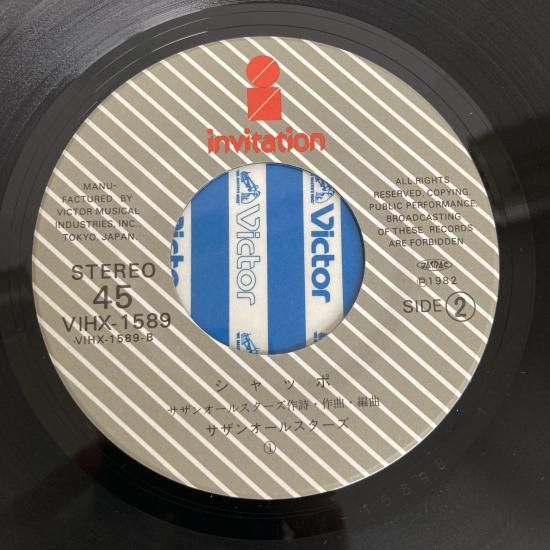 invitation
MANU-
FACTURED BY
VICTOR MUSICAL
INDUSTRIES, INC.,
TOKYO, JAPAN.
ALL RIGHTS
RESERVED, COPYING,
PUBLIC PERFORMANCE,
BROADCASTING
OF THESE RECORDS
ARE FORBIDDEN
JASRAC
Ⓟ1982
STEREO
45
VIHX-1589
VIHX-1589-B
SIDE ②
Victor
Victor
シャッポ
サザンオールスターズ作詩・作曲・編曲
サザンオールスターズ
①